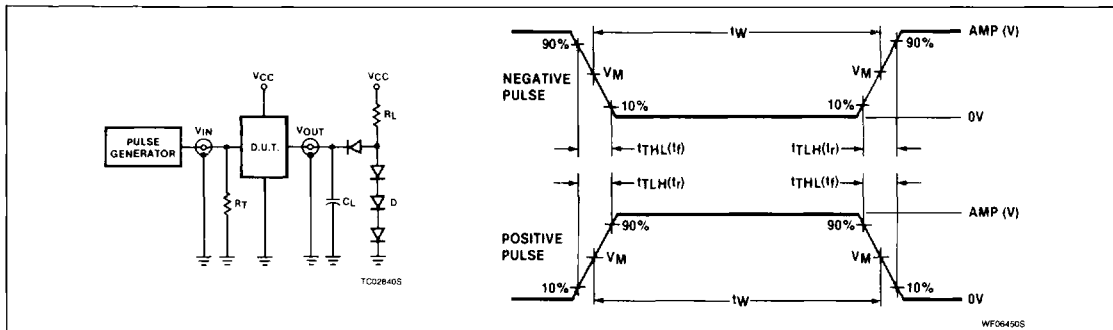 VCC
VCC
RL
PULSE
GENERATOR
VIN
D.U.T.
VOUT
RT
CL
D
TC02840S
90%
tW
90%
AMP (V)
NEGATIVE
PULSE
VM
VM
10%
10%
0V
tTHL(tf)
tTLH(tr)
tTLH(tr)
tTHL(tf)
AMP (V)
POSITIVE
PULSE
90%
90%
VM
VM
10%
10%
tW
0V
WF06450S